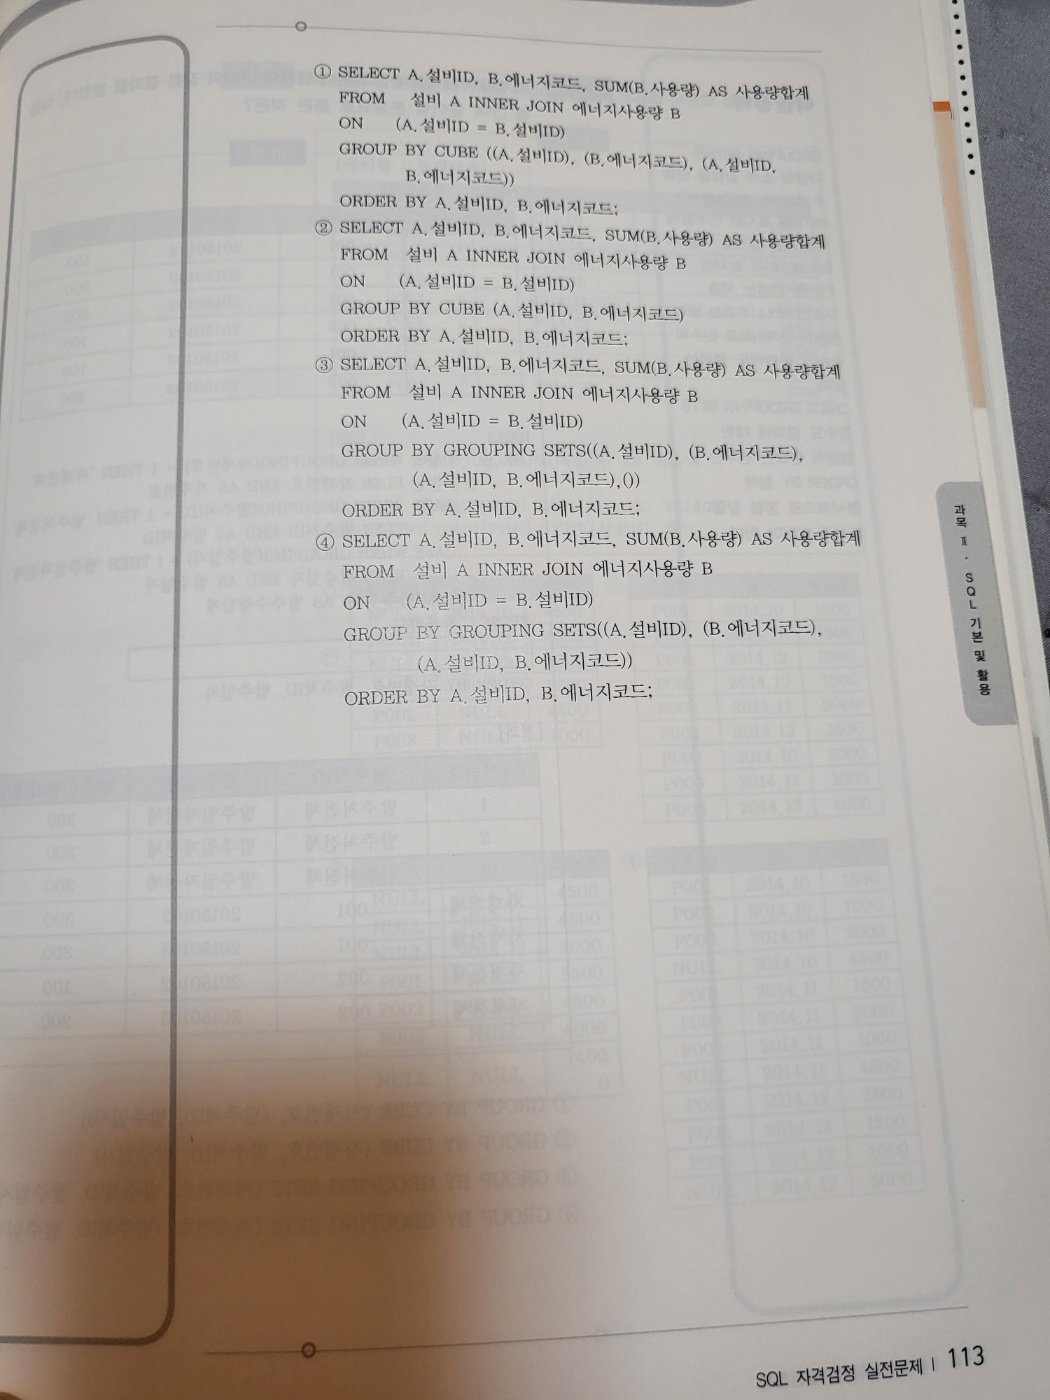 ① SELECT A.설비ID, B.에너지코드, SUM(B.사용량) AS 사용량합계
FROM 설비 A INNER JOIN 에너지사용량 B
ON (A.설비ID = B.설비ID)
GROUP BY CUBE ((A.설비ID), (B.에너지코드), (A.설비ID,
B.에너지코드))
ORDER BY A.설비ID, B.에너지코드;
② SELECT A.설비ID, B.에너지코드, SUM(B.사용량) AS 사용량합계
FROM 설비 A INNER JOIN 에너지사용량 B
ON (A.설비ID = B.설비ID)
GROUP BY CUBE (A.설비ID, B.에너지코드)
ORDER BY A.설비ID, B.에너지코드;
③ SELECT A.설비ID, B.에너지코드, SUM(B.사용량) AS 사용량합계
FROM 설비 A INNER JOIN 에너지사용량 B
ON (A.설비ID = B.설비ID)
GROUP BY GROUPING SETS((A.설비ID), (B.에너지코드),
(A.설비ID, B.에너지코드),())
ORDER BY A.설비ID, B.에너지코드;
④ SELECT A.설비ID, B.에너지코드, SUM(B.사용량) AS 사용량합계
FROM 설비 A INNER JOIN 에너지사용량 B
ON (A.설비ID = B.설비ID)
GROUP BY GROUPING SETS((A.설비ID), (B.에너지코드),
(A.설비ID, B.에너지코드))
ORDER BY A.설비ID, B.에너지코드;
과목 Ⅱ · SQL 기본 및 활용
SQL 자격검정 실전문제 | 113